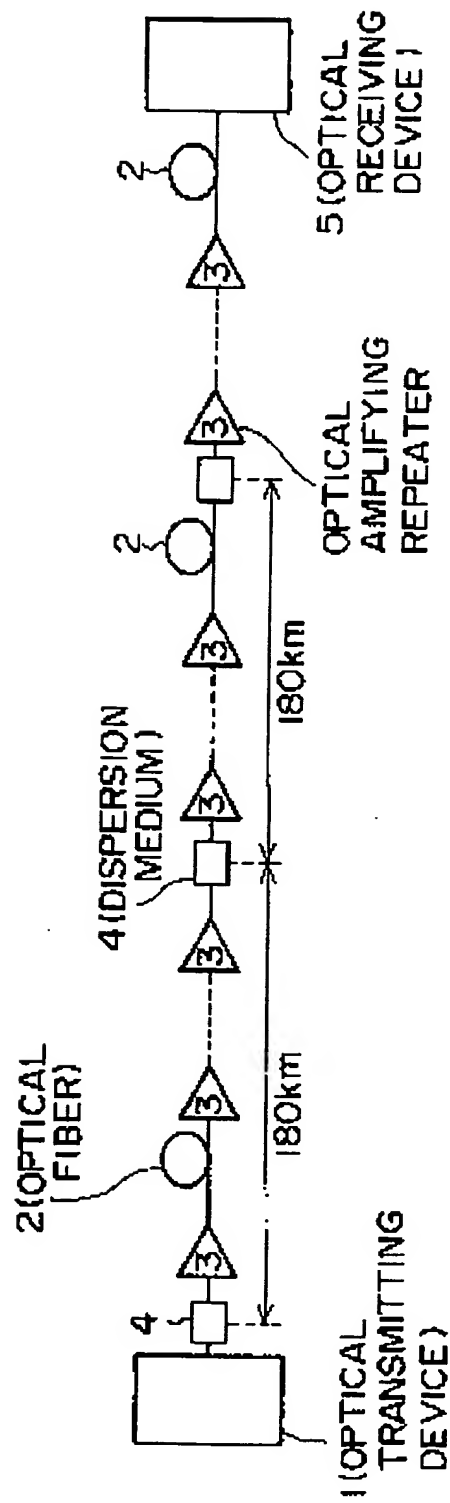 1(OPTICAL
TRANSMITTING
DEVICE)
4
3
2(OPTICAL
FIBER)
3
3
180km
4(DISPERSION
MEDIUM)
3
3
2
180km
3
OPTICAL
AMPLIFYING
REPEATER
3
2
5(OPTICAL
RECEIVING
DEVICE)